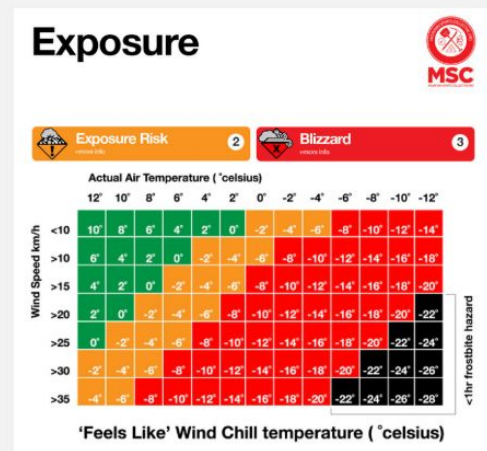 Exposure
MSC
Exposure Risk 2
Blizzard 3
Actual Air Temperature ( °celsius)
12° 10° 8° 6° 4° 2° 0° -2° -4° -6° -8° -10° -12°
Wind Speed km/h
<10 10° 8° 6° 4° 2° 0° -2° -4° -6° -8° -10° -12° -14°
>10 6° 4° 2° 0° -2° -4° -6° -8° -10° -12° -14° -16° -18°
>15 4° 2° 0° -2° -4° -6° -8° -10° -12° -14° -16° -18° -20°
>20 2° 0° -2° -4° -6° -8° -10° -12° -14° -16° -18° -20° -22°
>25 0° -2° -4° -6° -8° -10° -12° -14° -16° -18° -20° -22° -24°
>30 -2° -4° -6° -8° -10° -12° -14° -16° -18° -20° -22° -24° -26°
>35 -4° -6° -8° -10° -12° -14° -16° -18° -20° -22° -24° -26° -28°
<1hr frostbite hazard
'Feels Like' Wind Chill temperature ( °celsius)